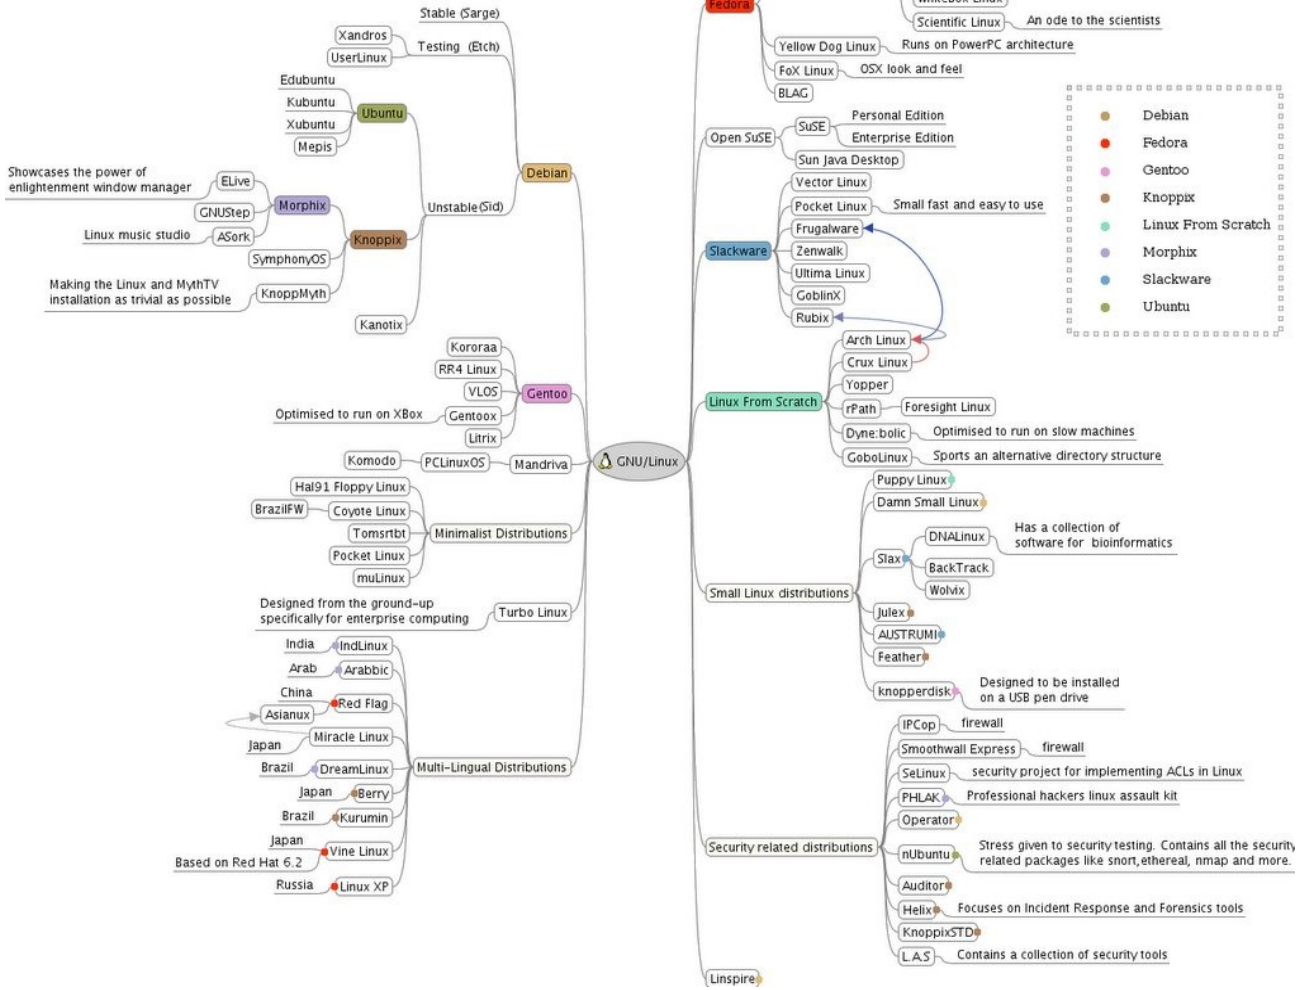 Stable (Sarge)
Xandros
UserLinux
Testing (Etch)
Edubuntu
Kubuntu
Xubuntu
Mepis
Ubuntu
Debian
Showcases the power of
enlightenment window manager
ELive
GNUStep
Linux music studio
ASork
Morphix
SymphonyOS
Making the Linux and MythTV
installation as trivial as possible
KnoppMyth
Knoppix
Unstable(Sid)
Kanotix
Kororaa
RR4 Linux
VLOS
Optimised to run on XBox
Gentoox
Litrix
Gentoo
Komodo
PCLinuxOS
Mandriva
GNU/Linux
Hal91 Floppy Linux
BrazilFW
Coyote Linux
Tomsrtbt
Pocket Linux
muLinux
Minimalist Distributions
Designed from the ground-up
specifically for enterprise computing
Turbo Linux
India
IndLinux
Arab
Arabbic
China
Asianux
Red Flag
Japan
Miracle Linux
Brazil
DreamLinux
Japan
Berry
Brazil
Kurumin
Japan
Based on Red Hat 6.2
Vine Linux
Russia
Linux XP
Multi-Lingual Distributions
Fedora
Whitebox Linux
Scientific Linux
An ode to the scientists
Yellow Dog Linux
Runs on PowerPC architecture
FoX Linux
OSX look and feel
BLAG
Open SuSE
SuSE
Personal Edition
Enterprise Edition
Sun Java Desktop
Slackware
Vector Linux
Pocket Linux
Small fast and easy to use
Frugalware
Zenwalk
Ultima Linux
GoblinX
Rubix
Linux From Scratch
Arch Linux
Crux Linux
Yopper
rPath
Foresight Linux
Dyne:bolic
Optimised to run on slow machines
GoboLinux
Sports an alternative directory structure
Small Linux distributions
Puppy Linux
Damn Small Linux
Slax
DNALinux
Has a collection of
software for bioinformatics
BackTrack
Wolvix
Julex
AUSTRUMI
Feather
knopperdisk
Designed to be installed
on a USB pen drive
Security related distributions
IPCop
firewall
Smoothwall Express
firewall
SeLinux
security project for implementing ACLs in Linux
PHLAK
Professional hackers linux assault kit
Operator
nUbuntu
Stress given to security testing. Contains all the security
related packages like snort,ethereal, nmap and more.
Auditor
Helix
Focuses on Incident Response and Forensics tools
KnoppixSTD
L.A.S
Contains a collection of security tools
Linspire
Debian
Fedora
Gentoo
Knoppix
Linux From Scratch
Morphix
Slackware
Ubuntu